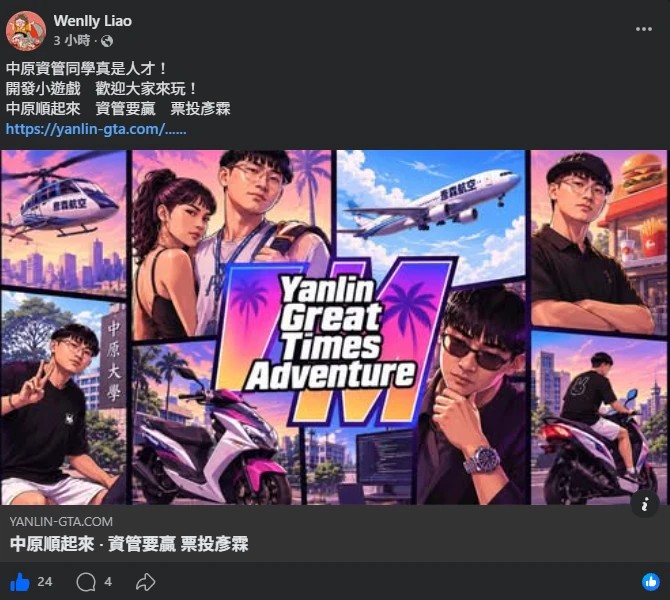 Wenlly Liao
3 小時 ·
中原資管同學真是人才！
開發小遊戲　歡迎大家來玩！
中原順起來　資管要贏　票投彥霖
https://yanlin-gta.com/......
彥霖航空
彥霖航空
Yanlin
Great
Times
Adventure
中原大學
YANLIN-GTA.COM
中原順起來 · 資管要贏 票投彥霖
24
4